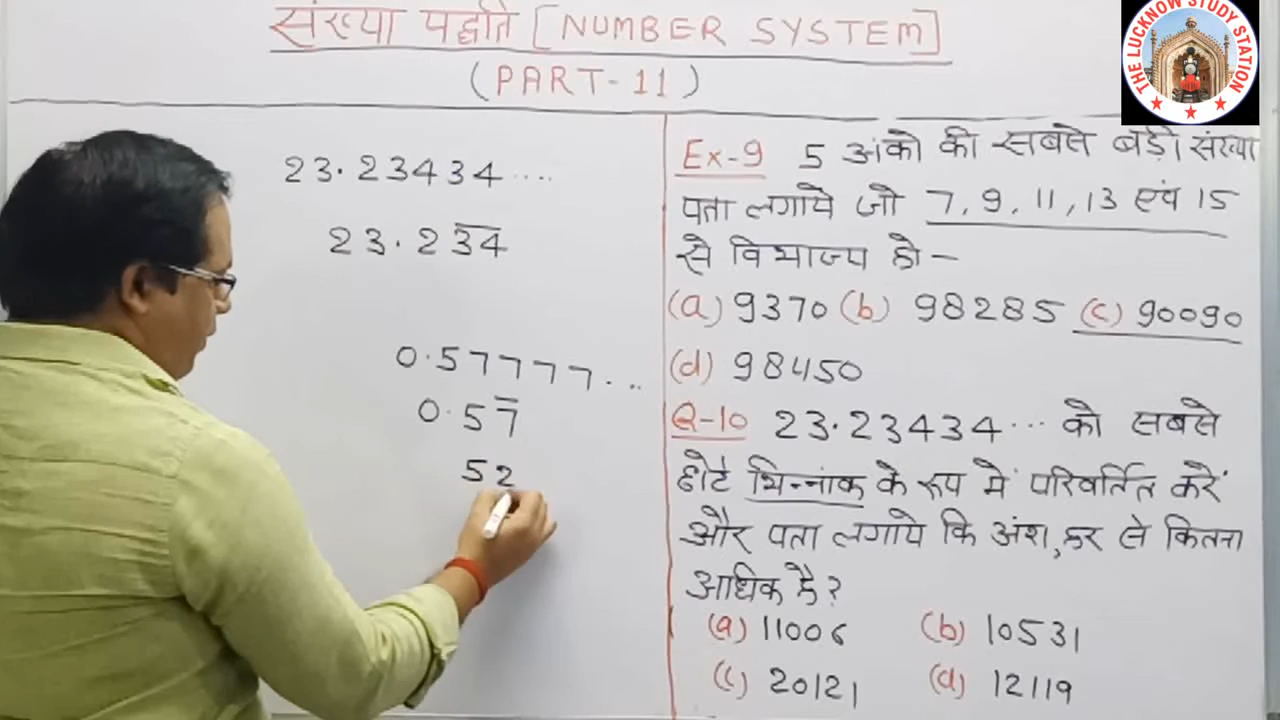 संख्या पद्धति [NUMBER SYSTEM]
(PART-11)
THE LUCKNOW STUDY STATION
23.23434....
23.23̅4̅
0.57777...
0.57̅
52
Ex-9 5 अंको की सबसे बड़ी संख्या
पता लगाये जो 7, 9, 11, 13 एवं 15
से विभाज्य हो -
(a) 9370 (b) 98285 (c) 90090
(d) 98450
Q-10 23.23434... को सबसे
छोटे भिन्नांक के रूप में परिवर्तित करें
और पता लगाये कि अंश, हर से कितना
अधिक है?
(a) 11006 (b) 10531
(c) 20121 (d) 12119